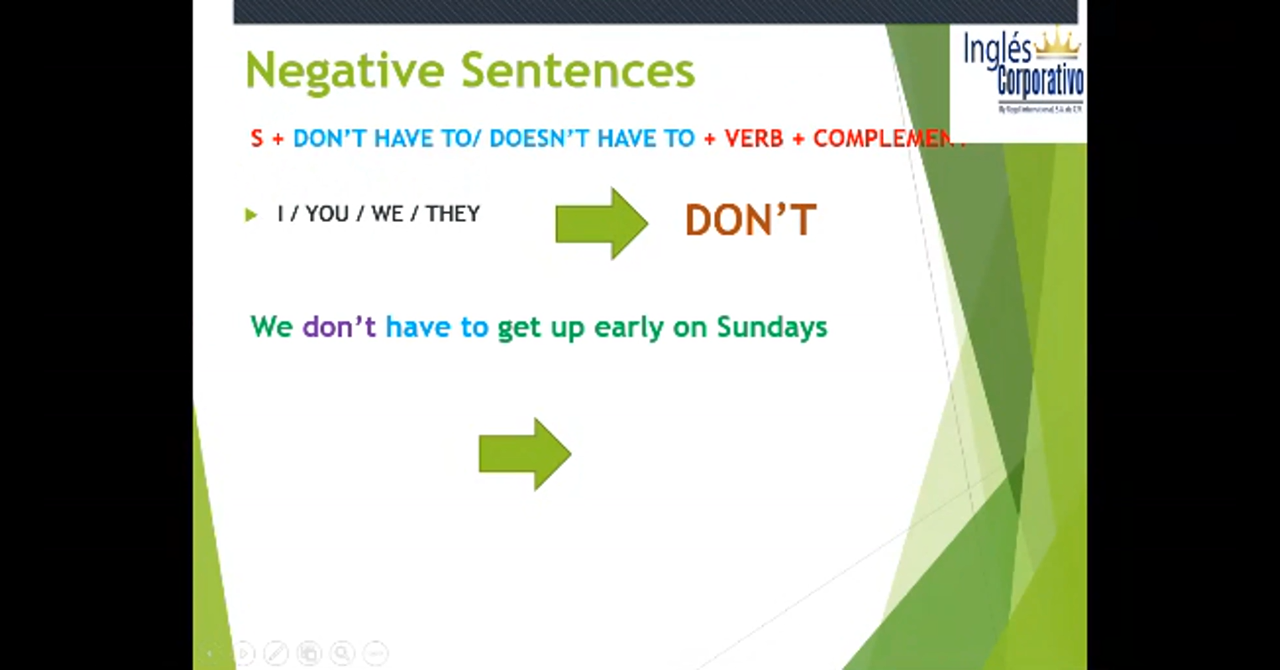 Inglés
Corporativo
Negative Sentences
S + DON'T HAVE TO/ DOESN'T HAVE TO + VERB + COMPLEMENT
I / YOU / WE / THEY
DON'T
We don't have to get up early on Sundays